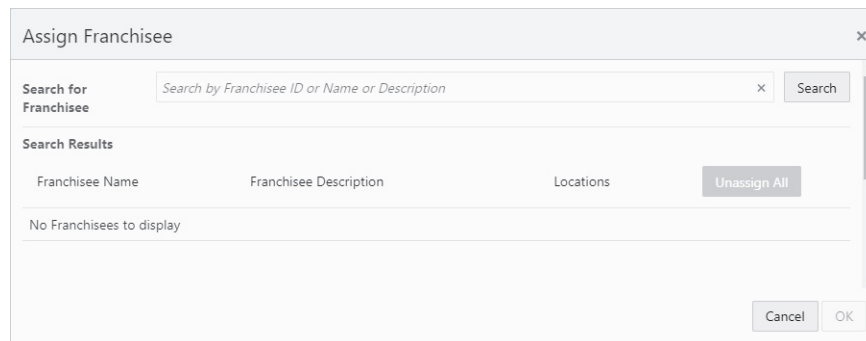 Assign Franchisee ×
Search for Franchisee Search by Franchisee ID or Name or Description × Search
Search Results
Franchisee Name Franchisee Description Locations Unassign All
No Franchisees to display
Cancel OK